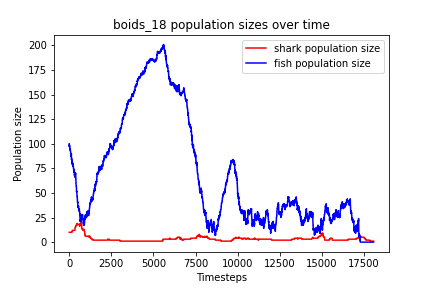 boids_18 population sizes over time
shark population size
fish population size
Population size
200
175
150
125
100
75
50
25
0
0 2500 5000 7500 10000 12500 15000 17500
Timesteps